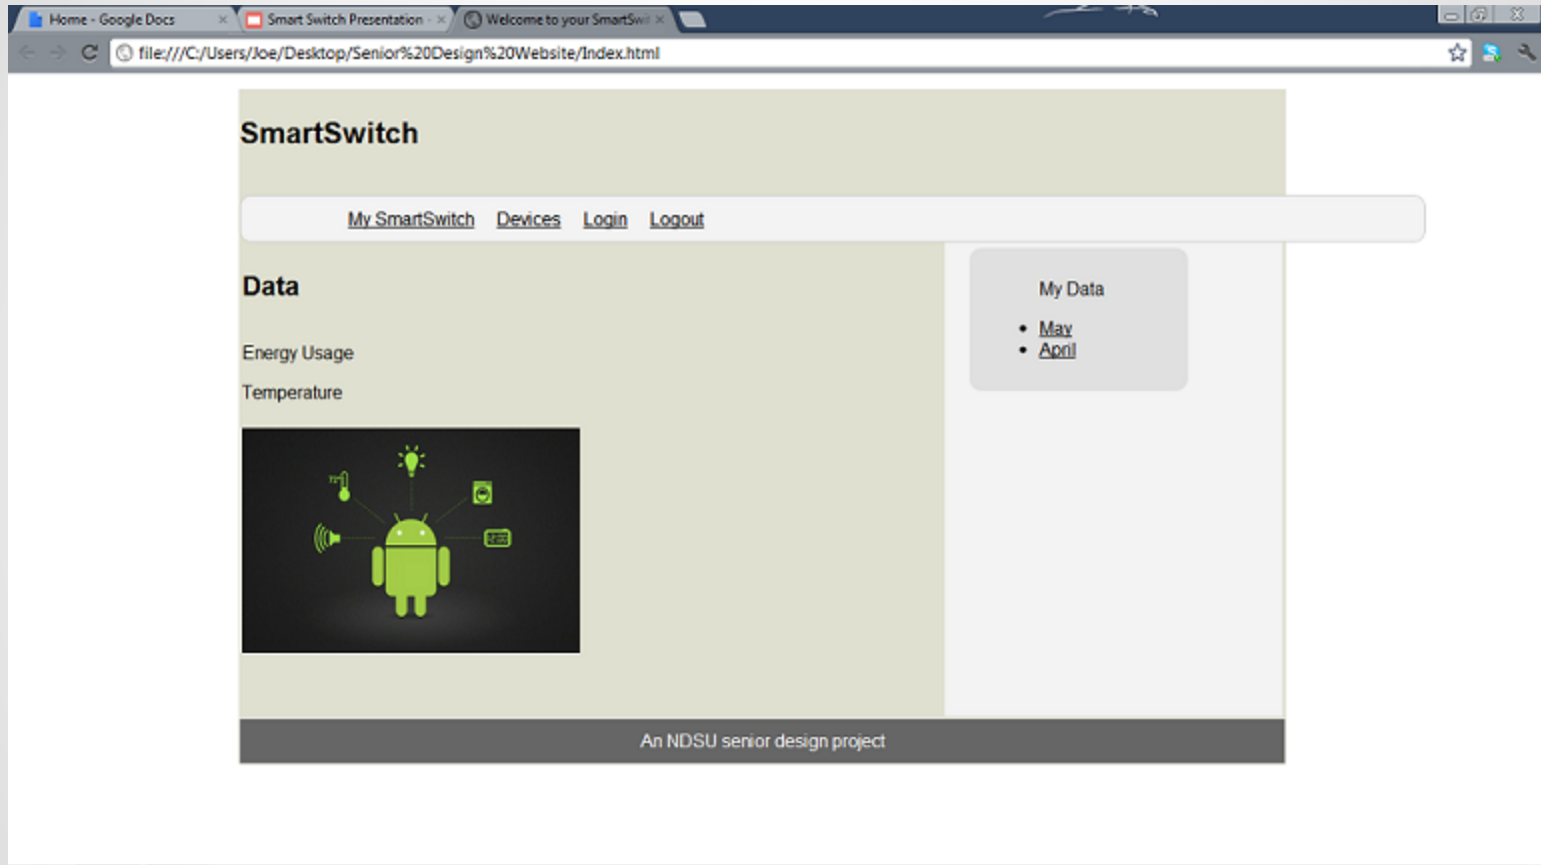 Home - Google Docs
Smart Switch Presentation -
Welcome to your SmartSwit
file:///C:/Users/Joe/Desktop/Senior%20Design%20Website/Index.html
SmartSwitch
My SmartSwitch Devices Login Logout
Data
Energy Usage
Temperature
My Data
May
April
An NDSU senior design project